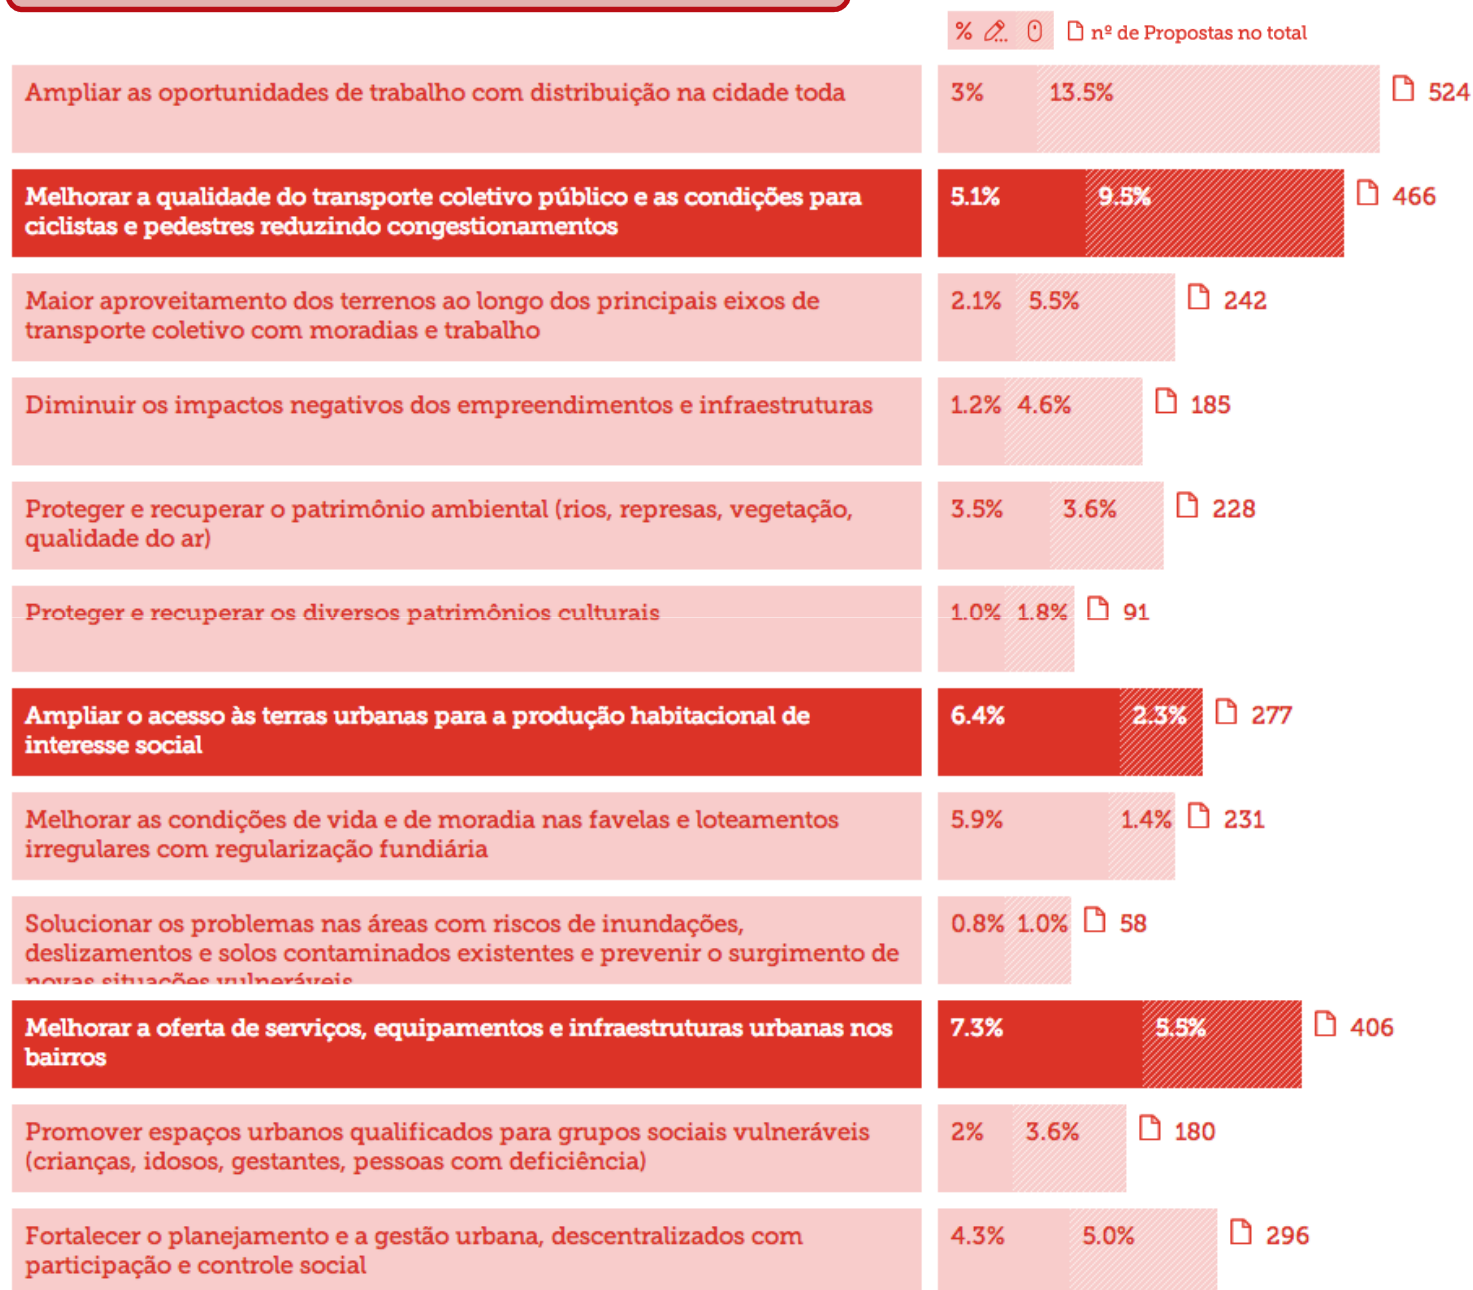 % nº de Propostas no total
Ampliar as oportunidades de trabalho com distribuição na cidade toda
3% 13.5% 524
Melhorar a qualidade do transporte coletivo público e as condições para
ciclistas e pedestres reduzindo congestionamentos
5.1% 9.5% 466
Maior aproveitamento dos terrenos ao longo dos principais eixos de
transporte coletivo com moradias e trabalho
2.1% 5.5% 242
Diminuir os impactos negativos dos empreendimentos e infraestruturas
1.2% 4.6% 185
Proteger e recuperar o patrimônio ambiental (rios, represas, vegetação,
qualidade do ar)
3.5% 3.6% 228
Proteger e recuperar os diversos patrimônios culturais
1.0% 1.8% 91
Ampliar o acesso às terras urbanas para a produção habitacional de
interesse social
6.4% 2.3% 277
Melhorar as condições de vida e de moradia nas favelas e loteamentos
irregulares com regularização fundiária
5.9% 1.4% 231
Solucionar os problemas nas áreas com riscos de inundações,
deslizamentos e solos contaminados existentes e prevenir o surgimento de
novas situações vulneráveis
0.8% 1.0% 58
Melhorar a oferta de serviços, equipamentos e infraestruturas urbanas nos
bairros
7.3% 5.5% 406
Promover espaços urbanos qualificados para grupos sociais vulneráveis
(crianças, idosos, gestantes, pessoas com deficiência)
2% 3.6% 180
Fortalecer o planejamento e a gestão urbana, descentralizados com
participação e controle social
4.3% 5.0% 296